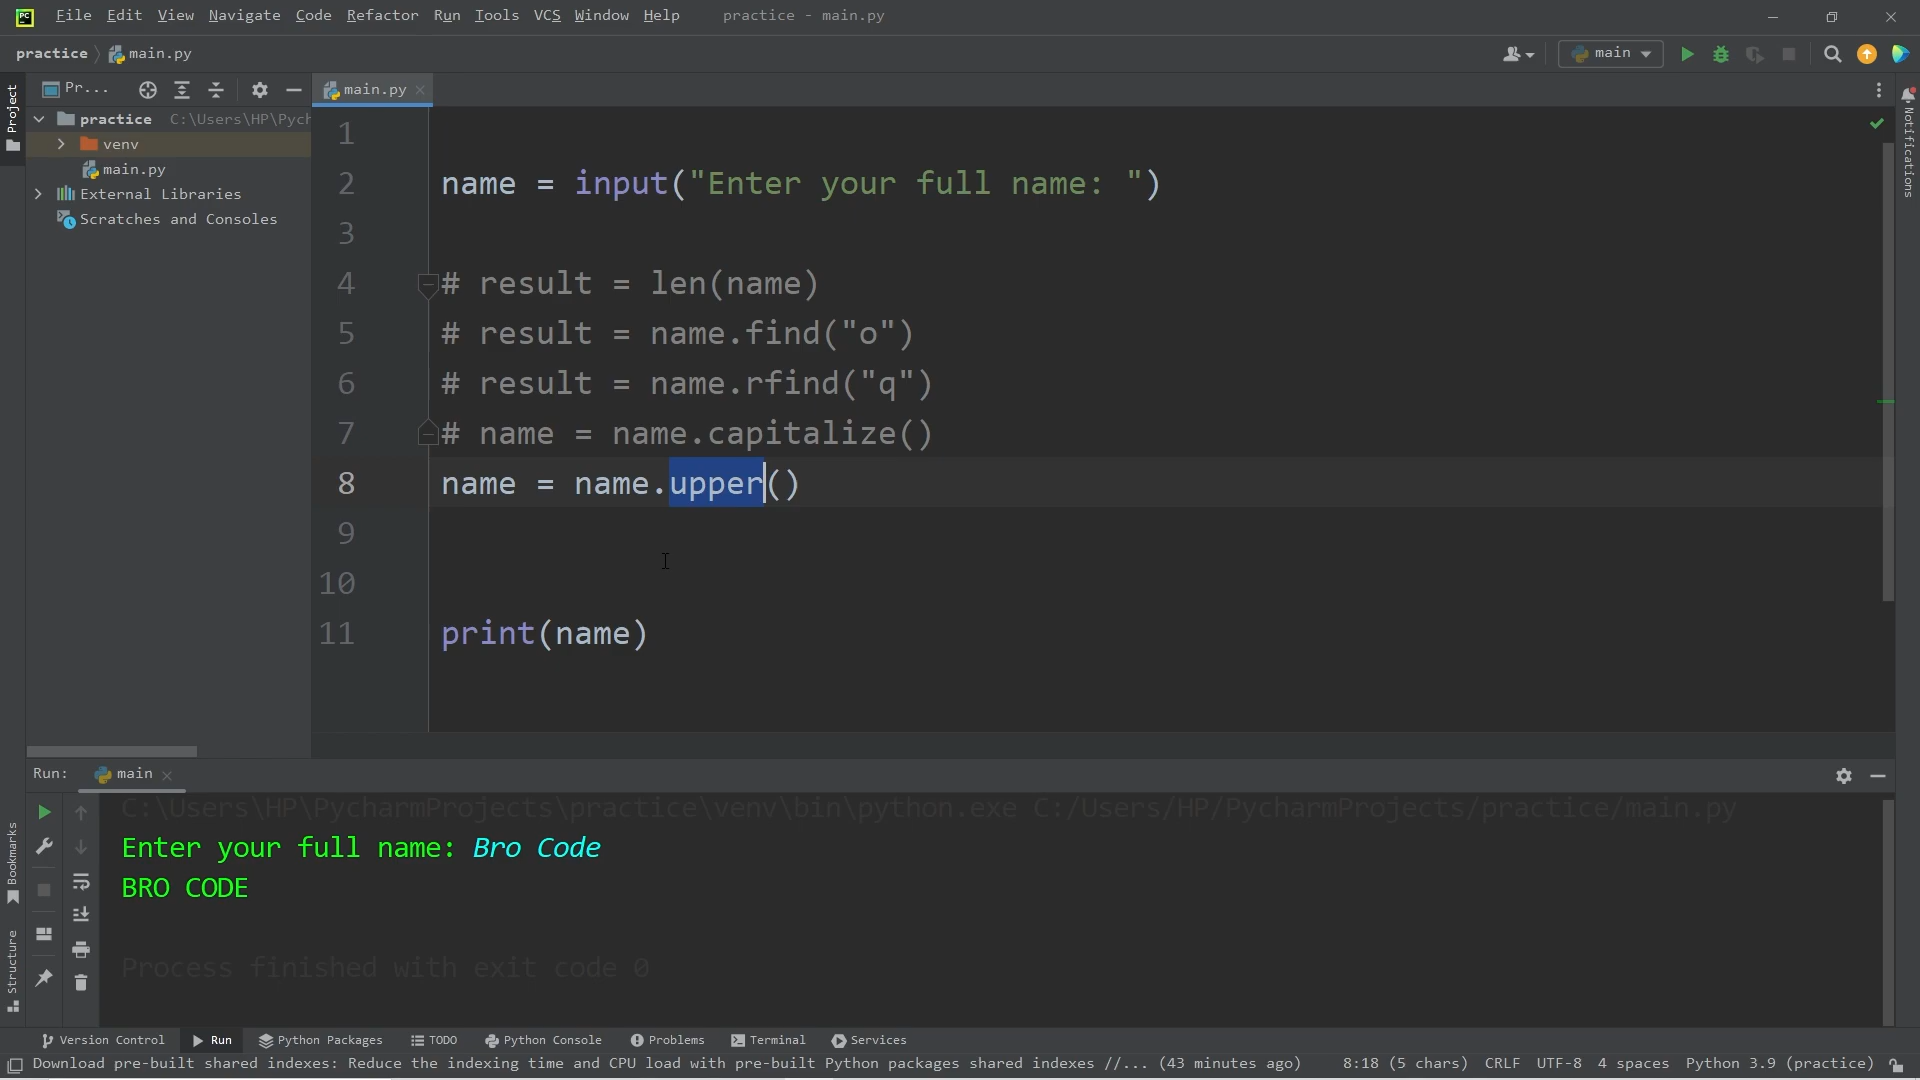 File Edit View Navigate Code Refactor Run Tools VCS Window Help practice - main.py
practice main.py main
Project
Pr... main.py
Notifications
practice C:\Users\HP\Pych
venv
main.py
External Libraries
Scratches and Consoles
1
2 name = input("Enter your full name: ")
3
4 # result = len(name)
5 # result = name.find("o")
6 # result = name.rfind("q")
7 # name = name.capitalize()
8 name = name.upper()
9
10
11 print(name)
Run: main
C:\Users\HP\PycharmProjects\practice\venv\bin\python.exe C:/Users/HP/PycharmProjects/practice/main.py
Enter your full name: Bro Code
BRO CODE
Process finished with exit code 0
Bookmarks
Structure
Version Control Run Python Packages TODO Python Console Problems Terminal Services
Download pre-built shared indexes: Reduce the indexing time and CPU load with pre-built Python packages shared indexes //... (43 minutes ago) 8:18 (5 chars) CRLF UTF-8 4 spaces Python 3.9 (practice)